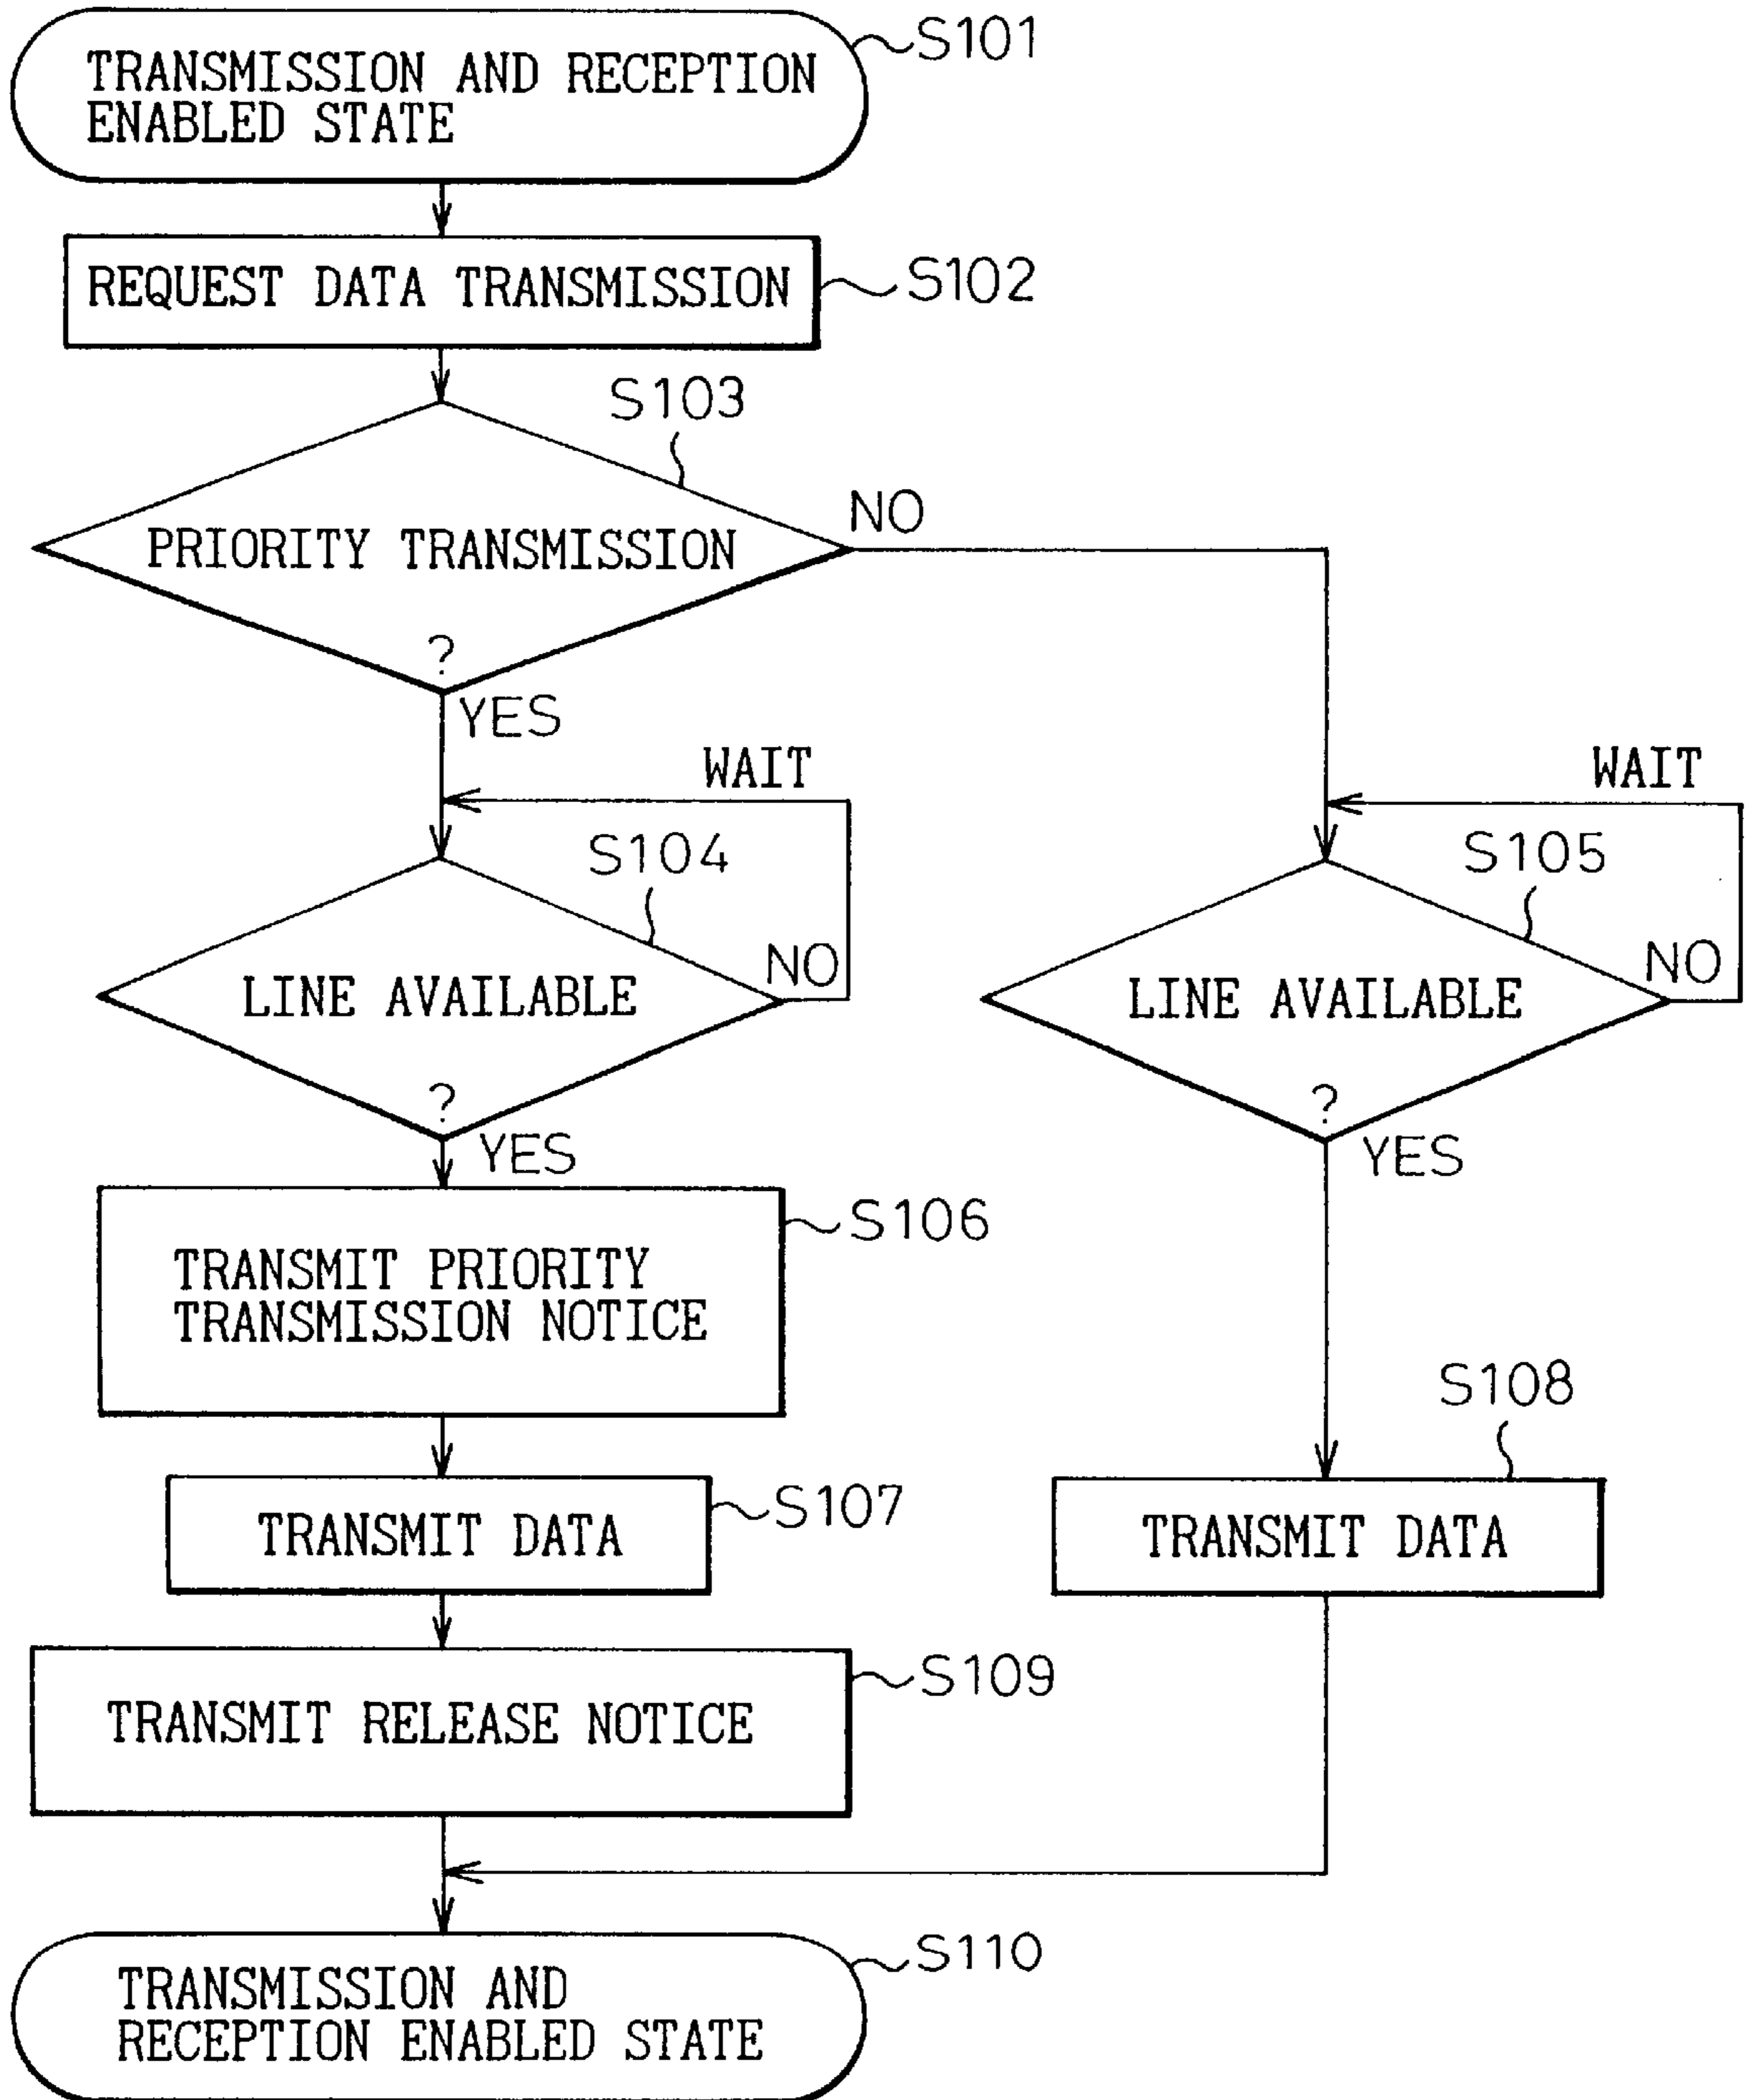 S101
TRANSMISSION AND RECEPTION
ENABLED STATE
REQUEST DATA TRANSMISSION
S102
S103
NO
PRIORITY TRANSMISSION
?
YES
WAIT
WAIT
S104
S105
NO
NO
LINE AVAILABLE
LINE AVAILABLE
?
?
YES
YES
S106
TRANSMIT PRIORITY
TRANSMISSION NOTICE
S108
S107
TRANSMIT DATA
TRANSMIT DATA
S109
TRANSMIT RELEASE NOTICE
S110
TRANSMISSION AND
RECEPTION ENABLED STATE